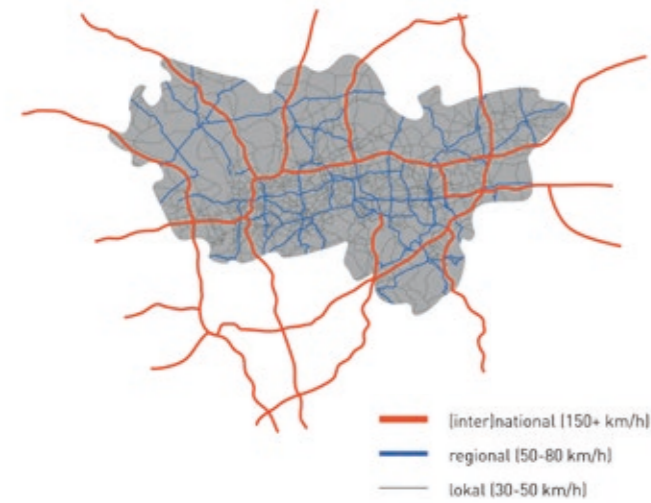 (inter)national (150+ km/h)
regional (50-80 km/h)
lokal (30-50 km/h)